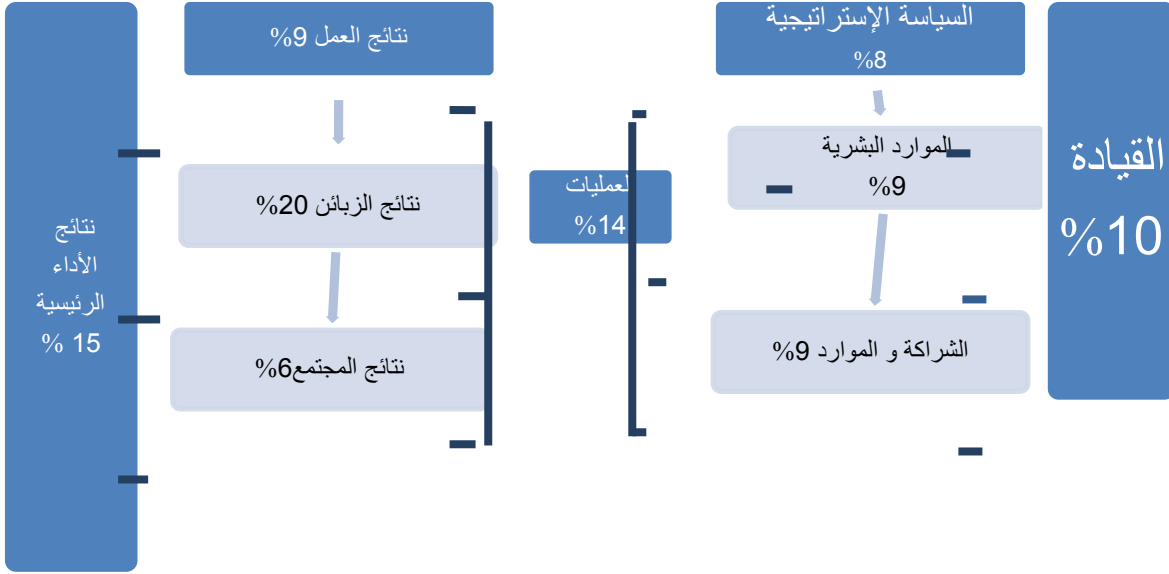 القيادة
%10
السياسة الإستراتيجية
%8
الموارد البشرية
%9
الشراكة و الموارد 9%
لعمليات
%14
نتائج العمل 9%
نتائج الزبائن 20%
نتائج المجتمع6%
نتائج
الأداء
الرئيسية
15 %